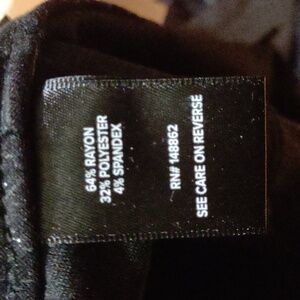 64% RAYON
32% POLYESTER
4% SPANDEX
RN# 148862
SEE CARE ON REVERSE